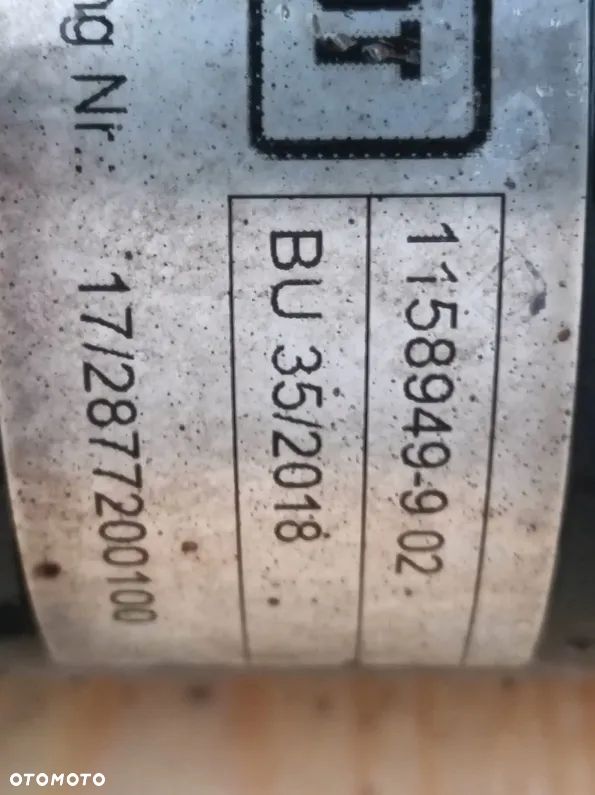 1158949-9 02
BU 35/2018
ng Nr.:
17/2877200100
OTOMOTO